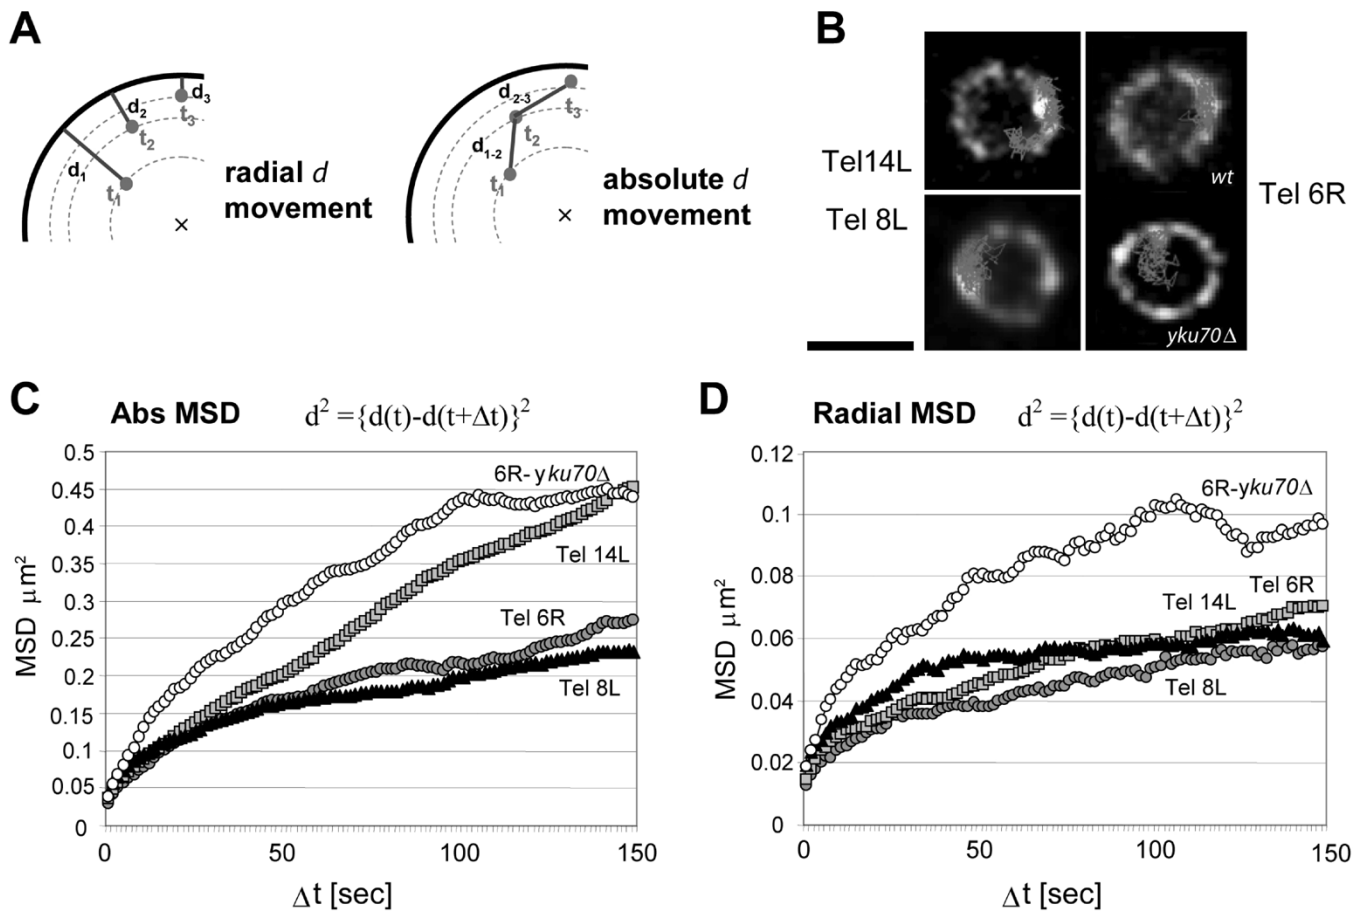 A
d₁
t₁
d₂
t₂
d₃
t₃
×
radial d
movement
d₁₋₂
t₁
t₂
d₂₋₃
t₃
×
absolute d
movement
B
Tel14L
Tel 8L
wt
yku70Δ
Tel 6R
C
Abs MSD
d² ={d(t)-d(t+Δt)}²
MSD μm²
0.5
0.45
0.4
0.35
0.3
0.25
0.2
0.15
0.1
0.05
0
6R-yku70Δ
Tel 14L
Tel 6R
Tel 8L
0
50
100
150
Δt [sec]
D
Radial MSD
d² ={d(t)-d(t+Δt)}²
MSD μm²
0.12
0.1
0.08
0.06
0.04
0.02
0
6R-yku70Δ
Tel 6R
Tel 14L
Tel 8L
0
50
100
150
Δt [sec]